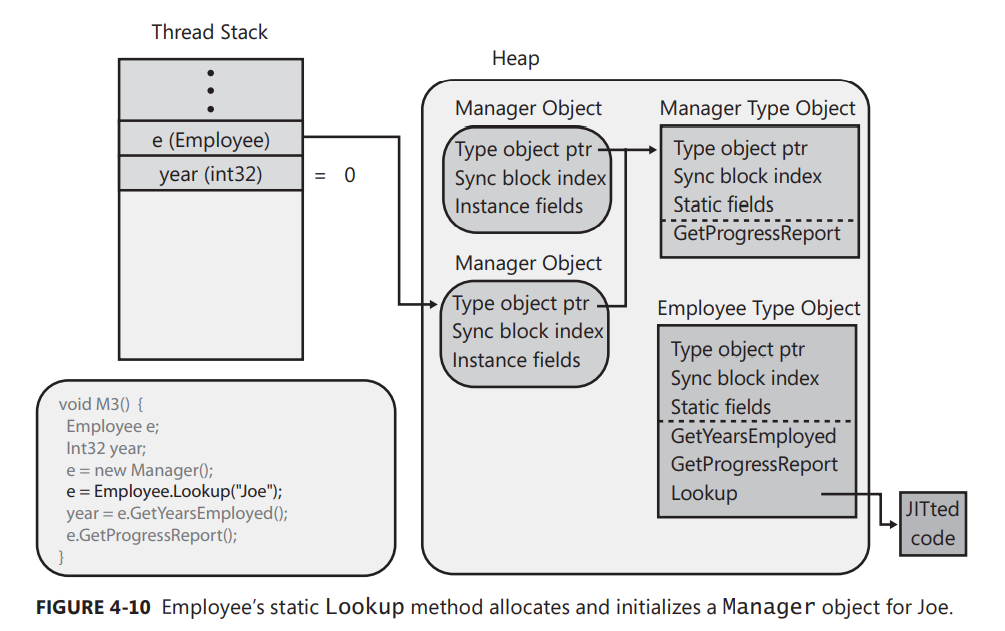 Thread Stack
e (Employee)
year (int32)
= 0
Heap
Manager Object
Type object ptr
Sync block index
Instance fields
Manager Object
Type object ptr
Sync block index
Instance fields
Manager Type Object
Type object ptr
Sync block index
Static fields
GetProgressReport
Employee Type Object
Type object ptr
Sync block index
Static fields
GetYearsEmployed
GetProgressReport
Lookup
JITted
code
void M3() {
Employee e;
Int32 year;
e = new Manager();
e = Employee.Lookup("Joe");
year = e.GetYearsEmployed();
e.GetProgressReport();
}
FIGURE 4-10 Employee’s static Lookup method allocates and initializes a Manager object for Joe.